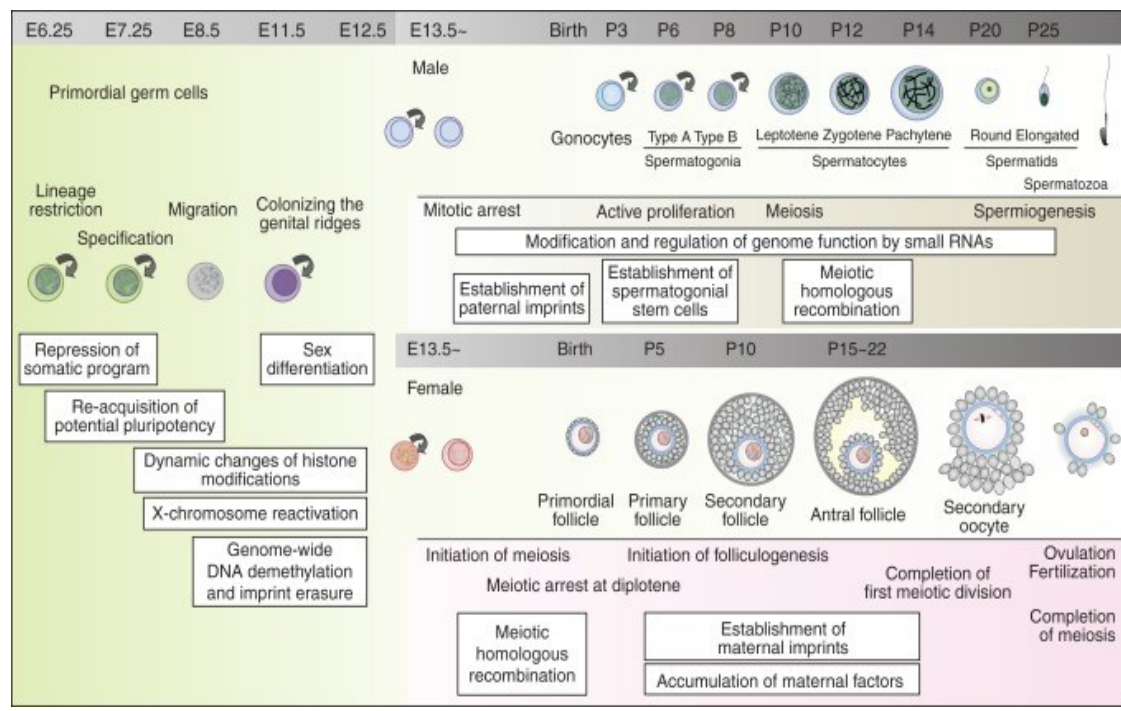 E6.25 E7.25 E8.5 E11.5 E12.5 E13.5~ Birth P3 P6 P8 P10 P12 P14 P20 P25
Primordial germ cells
Lineage
restriction
Specification
Migration
Colonizing the
genital ridges
Repression of
somatic program
Sex
differentiation
Re-acquisition of
potential pluripotency
Dynamic changes of histone
modifications
X-chromosome reactivation
Genome-wide
DNA demethylation
and imprint erasure
Male
Gonocytes
Type A Type B
Spermatogonia
Leptotene Zygotene Pachytene
Spermatocytes
Round Elongated
Spermatids
Spermatozoa
Mitotic arrest Active proliferation Meiosis Spermiogenesis
Modification and regulation of genome function by small RNAs
Establishment of
paternal imprints
Establishment of
spermatogonial
stem cells
Meiotic
homologous
recombination
E13.5~ Birth P5 P10 P15~22
Female
Primordial
follicle
Primary
follicle
Secondary
follicle
Antral follicle
Secondary
oocyte
Initiation of meiosis Initiation of folliculogenesis
Ovulation
Fertilization
Meiotic arrest at diplotene
Completion of
first meiotic division
Completion
of meiosis
Meiotic
homologous
recombination
Establishment of
maternal imprints
Accumulation of maternal factors